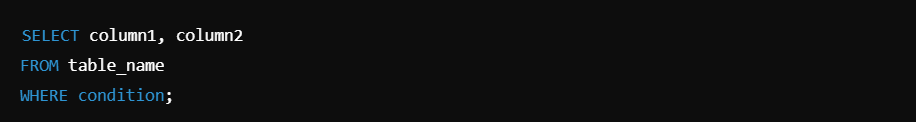 SELECT column1, column2
FROM table_name
WHERE condition;